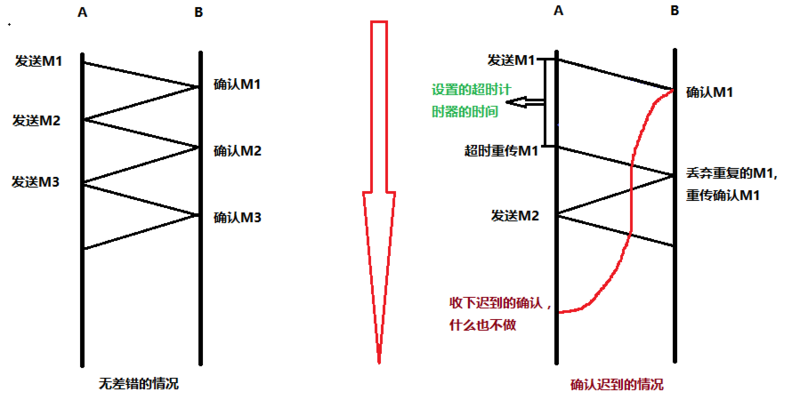 A
B
发送M1
确认M1
发送M2
确认M2
发送M3
确认M3
无差错的情况
A
B
发送M1
设置的超时计
时器的时间
确认M1
超时重传M1
丢弃重复的M1,
重传确认M1
发送M2
收下迟到的确认，
什么也不做
确认迟到的情况